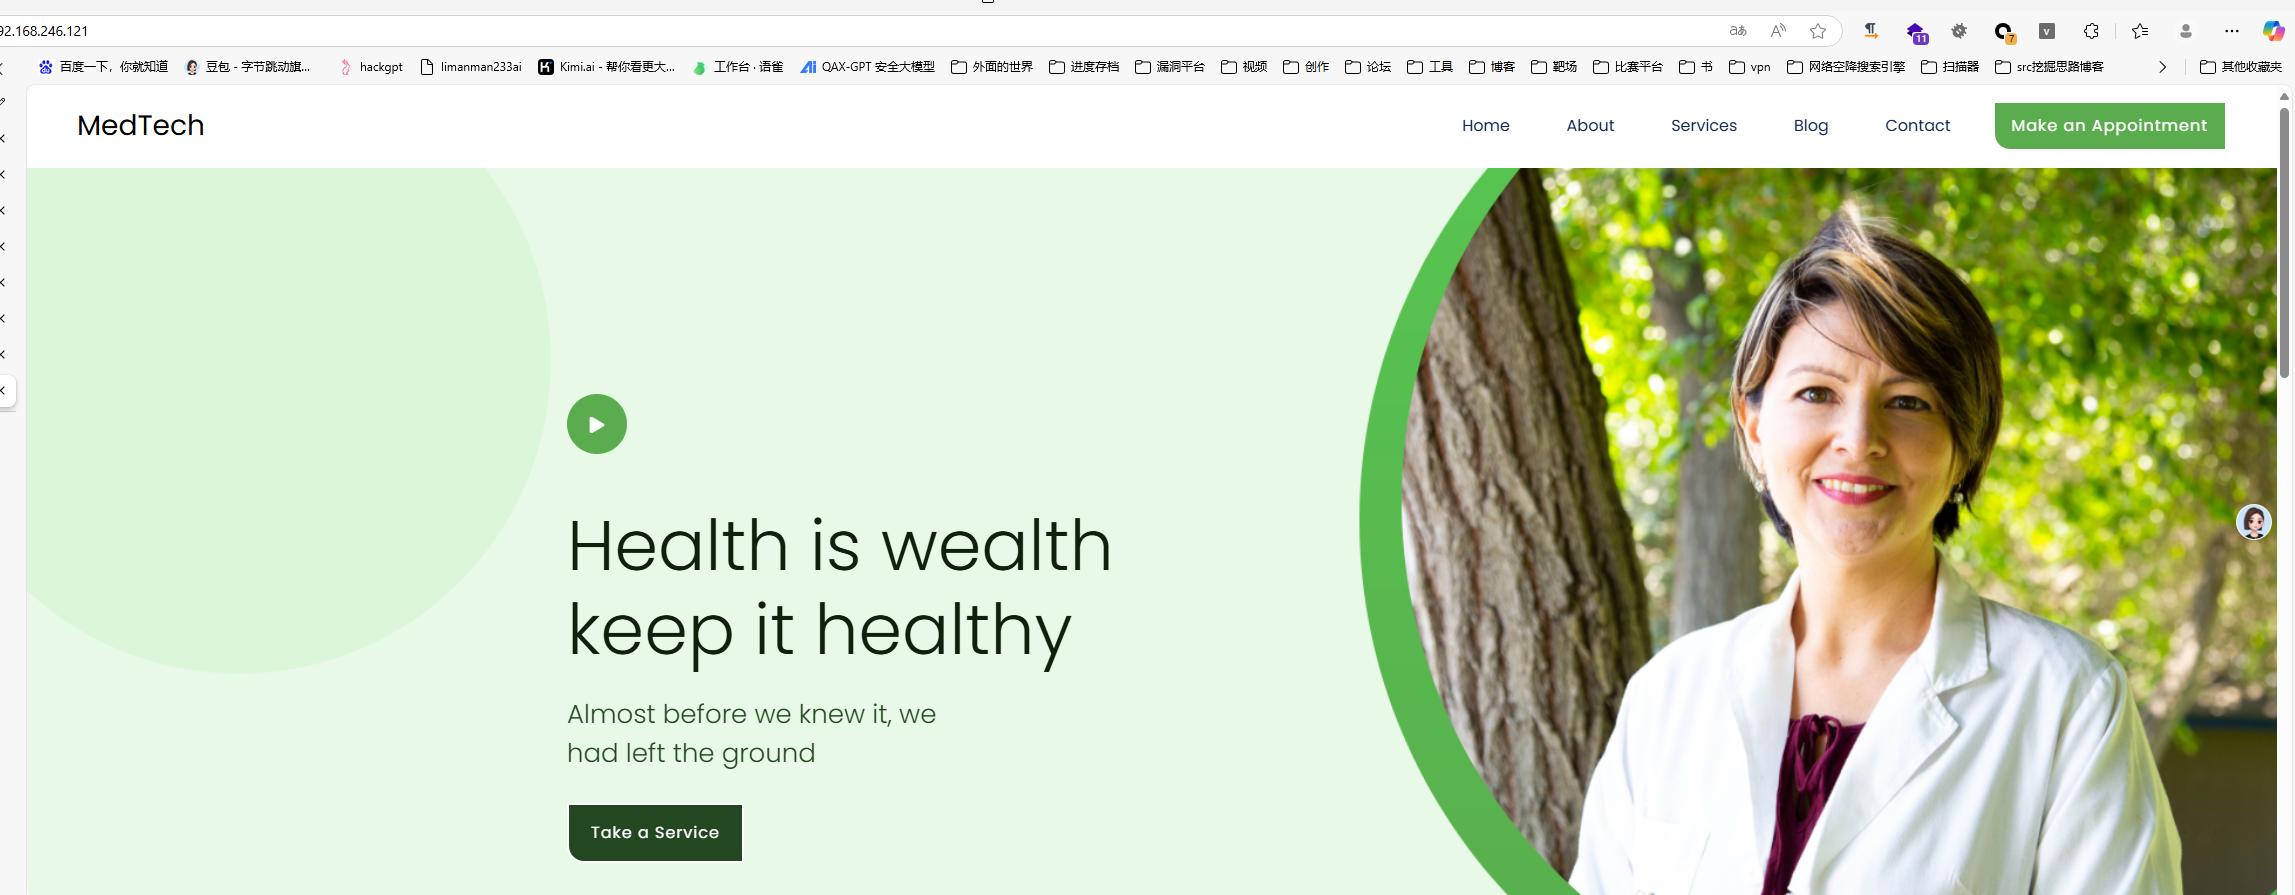 92.168.246.121
aあ
A
11
7
v
百度一下，你就知道
豆包 - 字节跳动旗...
hackgpt
limanman233ai
Kimi.ai - 帮你看更大...
工作台 · 语雀
QAX-GPT 安全大模型
外面的世界
进度存档
漏洞平台
视频
创作
论坛
工具
博客
靶场
比赛平台
书
vpn
网络空降搜索引擎
扫描器
src挖掘思路博客
其他收藏夹
MedTech
Home
About
Services
Blog
Contact
Make an Appointment
Health is wealth
keep it healthy
Almost before we knew it, we
had left the ground
Take a Service